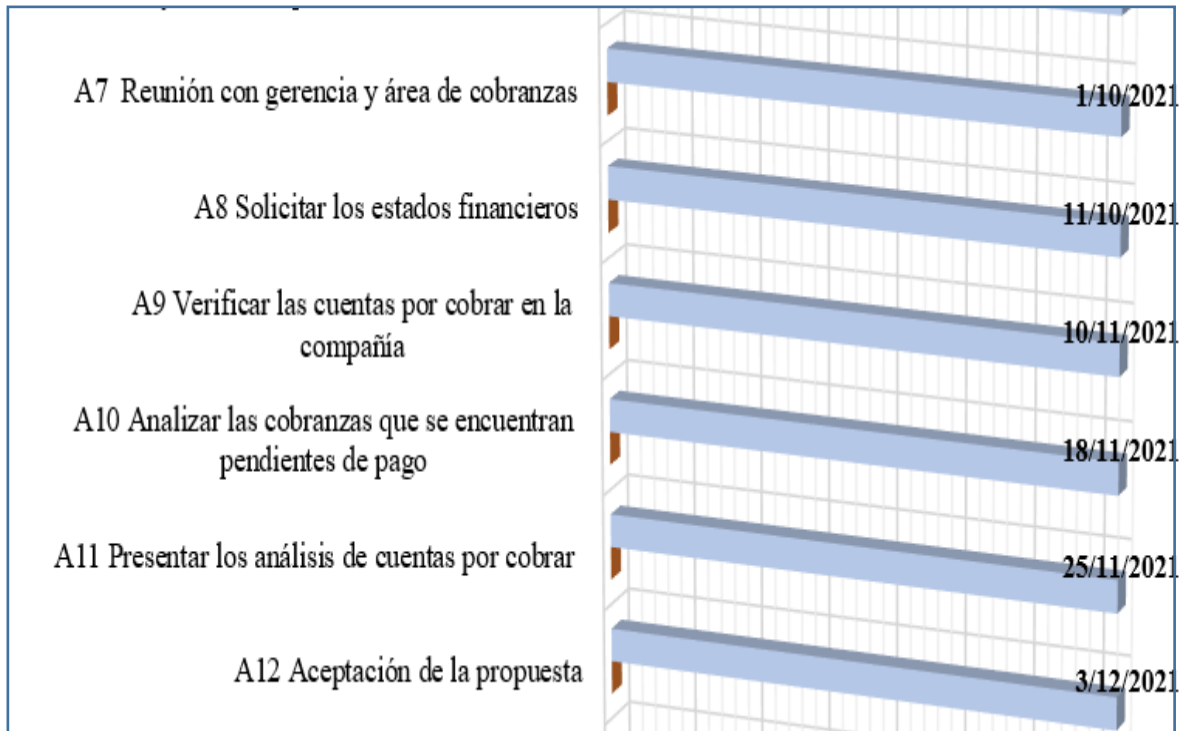 A7 Reunión con gerencia y área de cobranzas
1/10/2021
A8 Solicitar los estados financieros
11/10/2021
A9 Verificar las cuentas por cobrar en la
compañía
10/11/2021
A10 Analizar las cobranzas que se encuentran
pendientes de pago
18/11/2021
A11 Presentar los análisis de cuentas por cobrar
25/11/2021
A12 Aceptación de la propuesta
3/12/2021